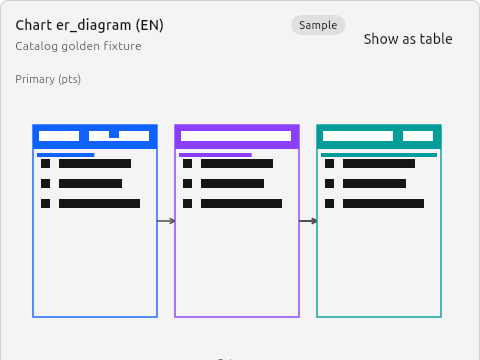 Chart er_diagram (EN)
Sample
Show as table
Catalog golden fixture
Primary (pts)